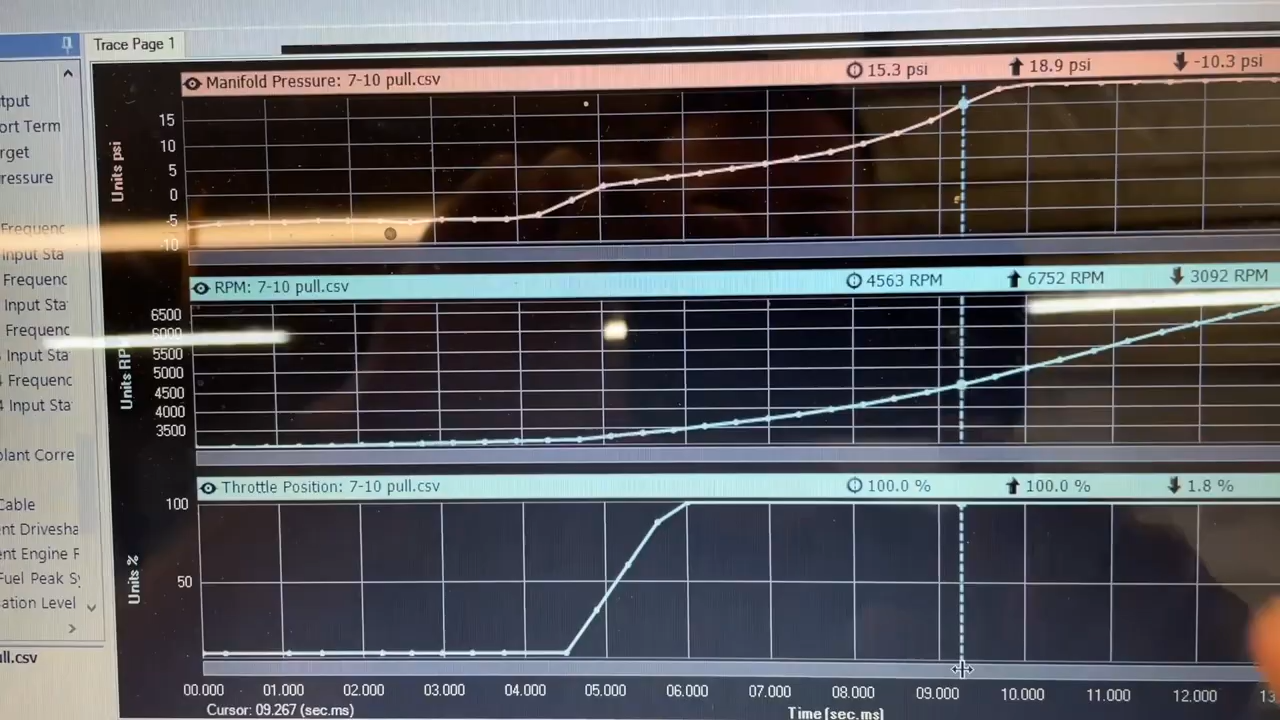 Trace Page 1
tput
ort Term
rget
ressure
Frequenc
Input Sta
Frequenc
Input Sta
Frequenc
Input Sta
Frequenc
Input Sta
plant Corre
Cable
ent Drivesha
ent Engine F
Fuel Peak Sy
sation Level
ull.csv
Manifold Pressure: 7-10 pull.csv 15.3 psi 18.9 psi -10.3 psi
Units psi
15
10
5
0
-5
-10
RPM: 7-10 pull.csv 4563 RPM 6752 RPM 3092 RPM
Units RP
6500
6000
5500
5000
4500
4000
3500
Throttle Position: 7-10 pull.csv 100.0 % 100.0 % 1.8 %
Units %
100
50
00.000 01.000 02.000 03.000 04.000 05.000 06.000 07.000 08.000 09.000 10.000 11.000 12.000 13
Cursor: 09.267 (sec.ms) Time (sec.ms)